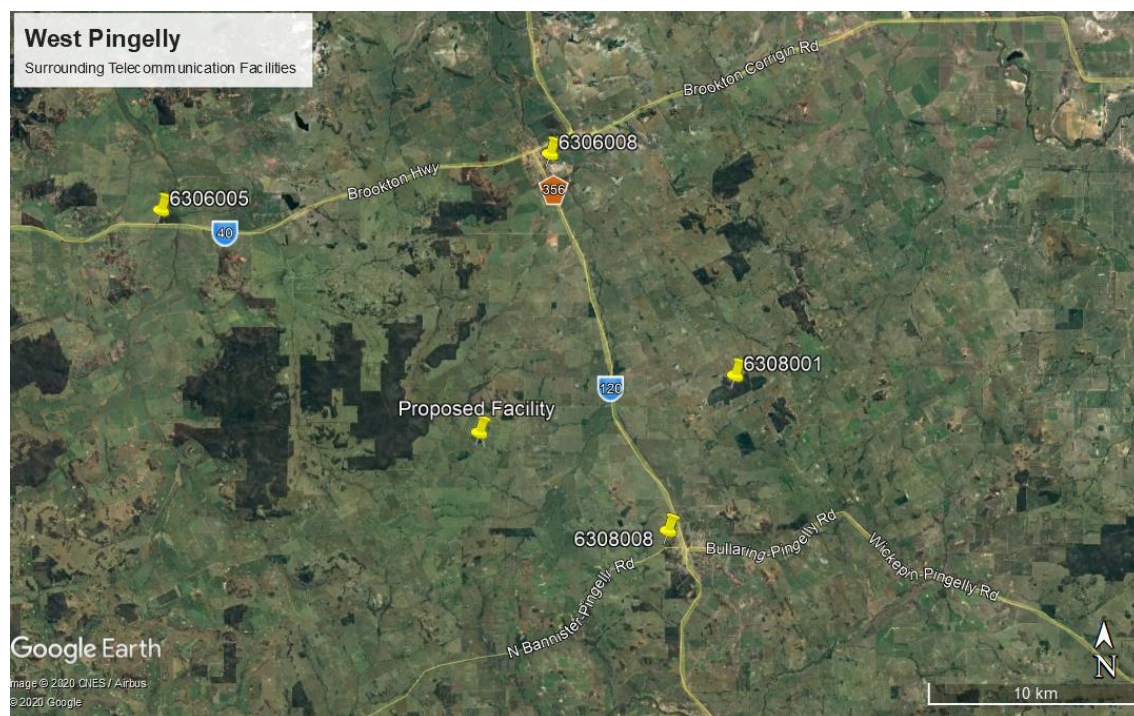 West Pingelly
Surrounding Telecommunication Facilities
Brookton Corrigin Rd
6306008
Brookton Hwy
356
6306005
40
6308001
120
Proposed Facility
6308008
Bullaring-Pingelly Rd
Wickepin-Pingelly Rd
N Bannister-Pingelly Rd
Google Earth
mage © 2020 CNES / Airbus
© 2020 Google
N
10 km